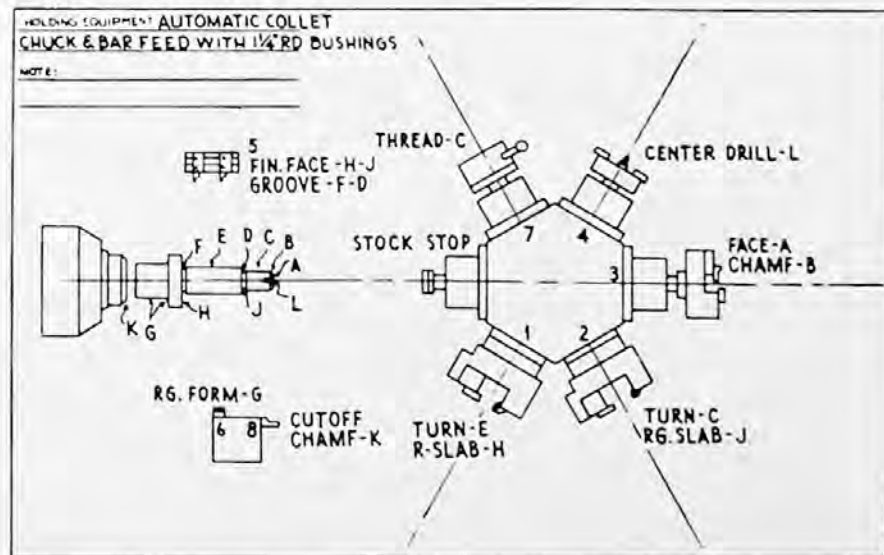 HOLDING EQUIPMENT AUTOMATIC COLLET
CHUCK & BAR FEED WITH 1¼" RD BUSHINGS
NOTE:
5
FIN. FACE -H-J
GROOVE -F-D
THREAD-C
CENTER DRILL-L
7
4
STOCK STOP
3
FACE-A
CHAMF-B
F
E
D
C
B
A
K
G
H
J
L
1
2
RG. FORM-G
6
8
CUTOFF
CHAMF-K
TURN-E
R-SLAB-H
TURN-C
RG. SLAB-J